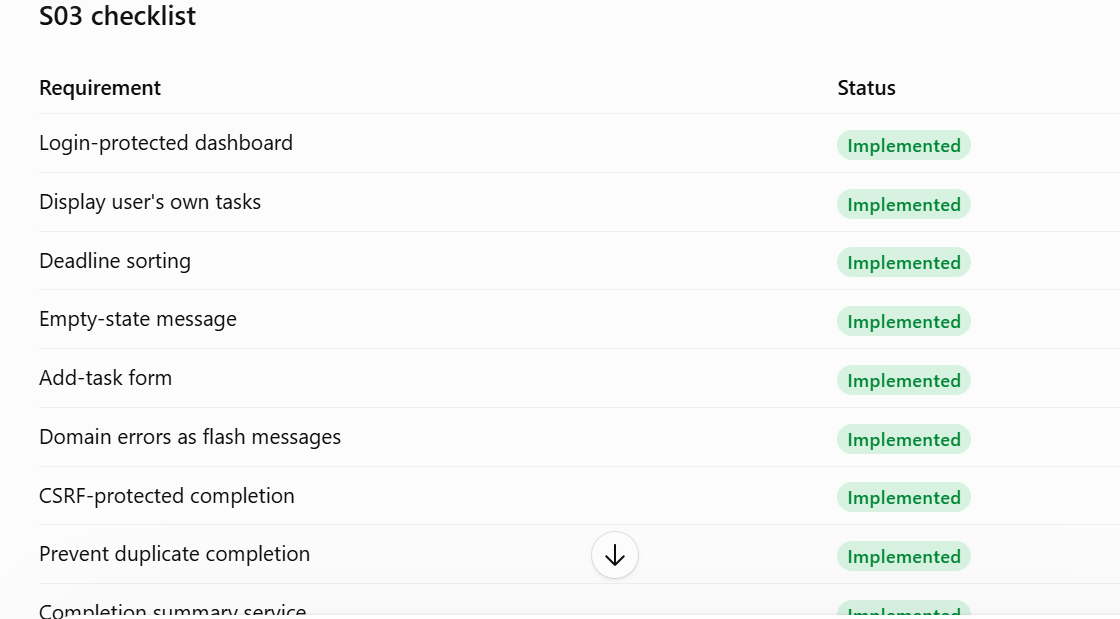 S03 checklist
Requirement Status
Login-protected dashboard Implemented
Display user's own tasks Implemented
Deadline sorting Implemented
Empty-state message Implemented
Add-task form Implemented
Domain errors as flash messages Implemented
CSRF-protected completion Implemented
Prevent duplicate completion Implemented
Completion summary service Implemented